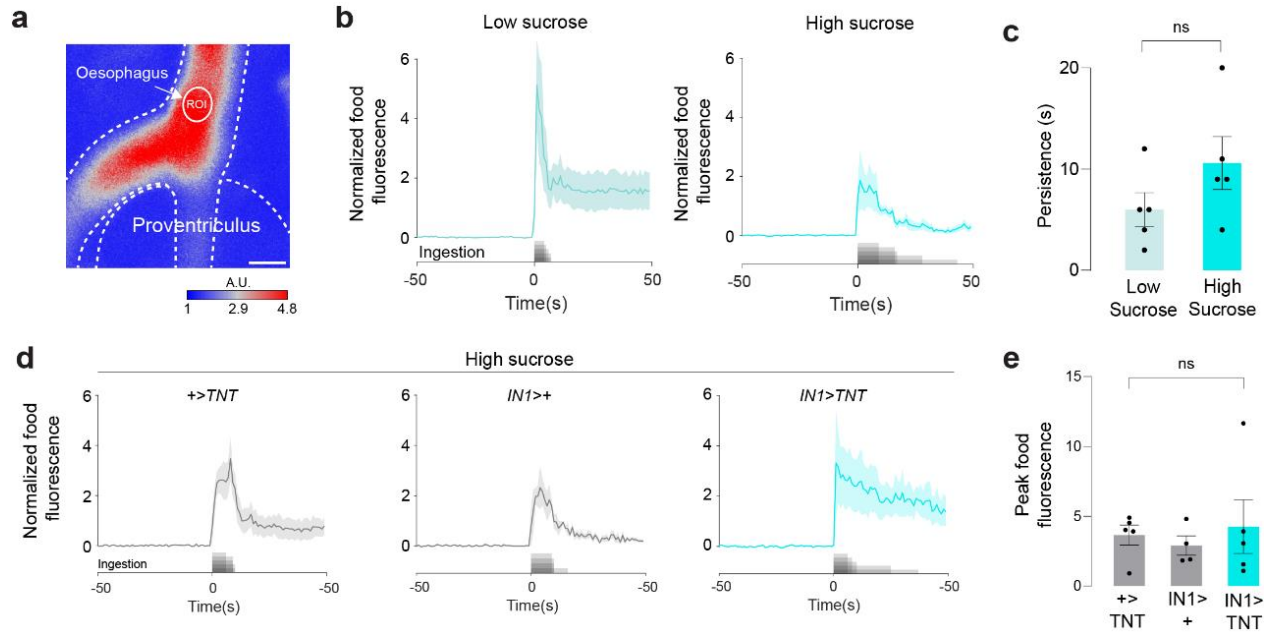 a
Oesophagus
ROI
Proventriculus
A.U.
1 2.9 4.8
b
Low sucrose
Normalized food
fluorescence
6
4
2
0
Ingestion
-50 0 50
Time(s)
High sucrose
Normalized food
fluorescence
6
4
2
0
-50 0 50
Time(s)
c
ns
Persistence (s)
20
10
0
Low
Sucrose
High
Sucrose
d
High sucrose
+>TNT
Normalized food
fluorescence
6
4
2
0
Ingestion
-50 0 -50
Time(s)
IN1>+
6
4
2
0
-50 0 -50
Time(s)
IN1>TNT
6
4
2
0
-50 0 -50
Time(s)
e
ns
Peak food
fluorescence
15
10
5
0
+>
TNT
IN1>
+
IN1>
TNT